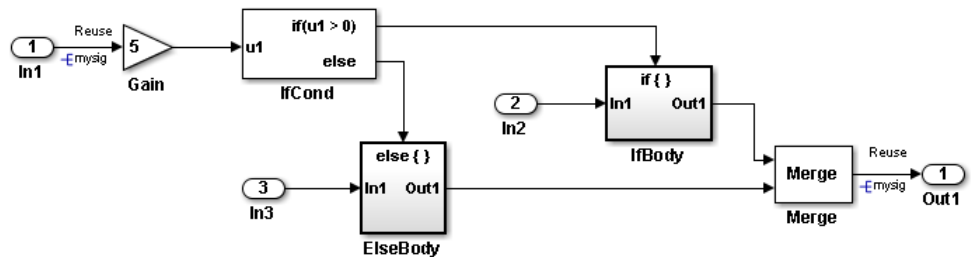 1
Reuse
mysig
In1
5
Gain
u1
if(u1 > 0)
else
IfCond
2
In2
if { }
In1
Out1
IfBody
3
In3
else { }
In1
Out1
ElseBody
Merge
Merge
Reuse
mysig
1
Out1